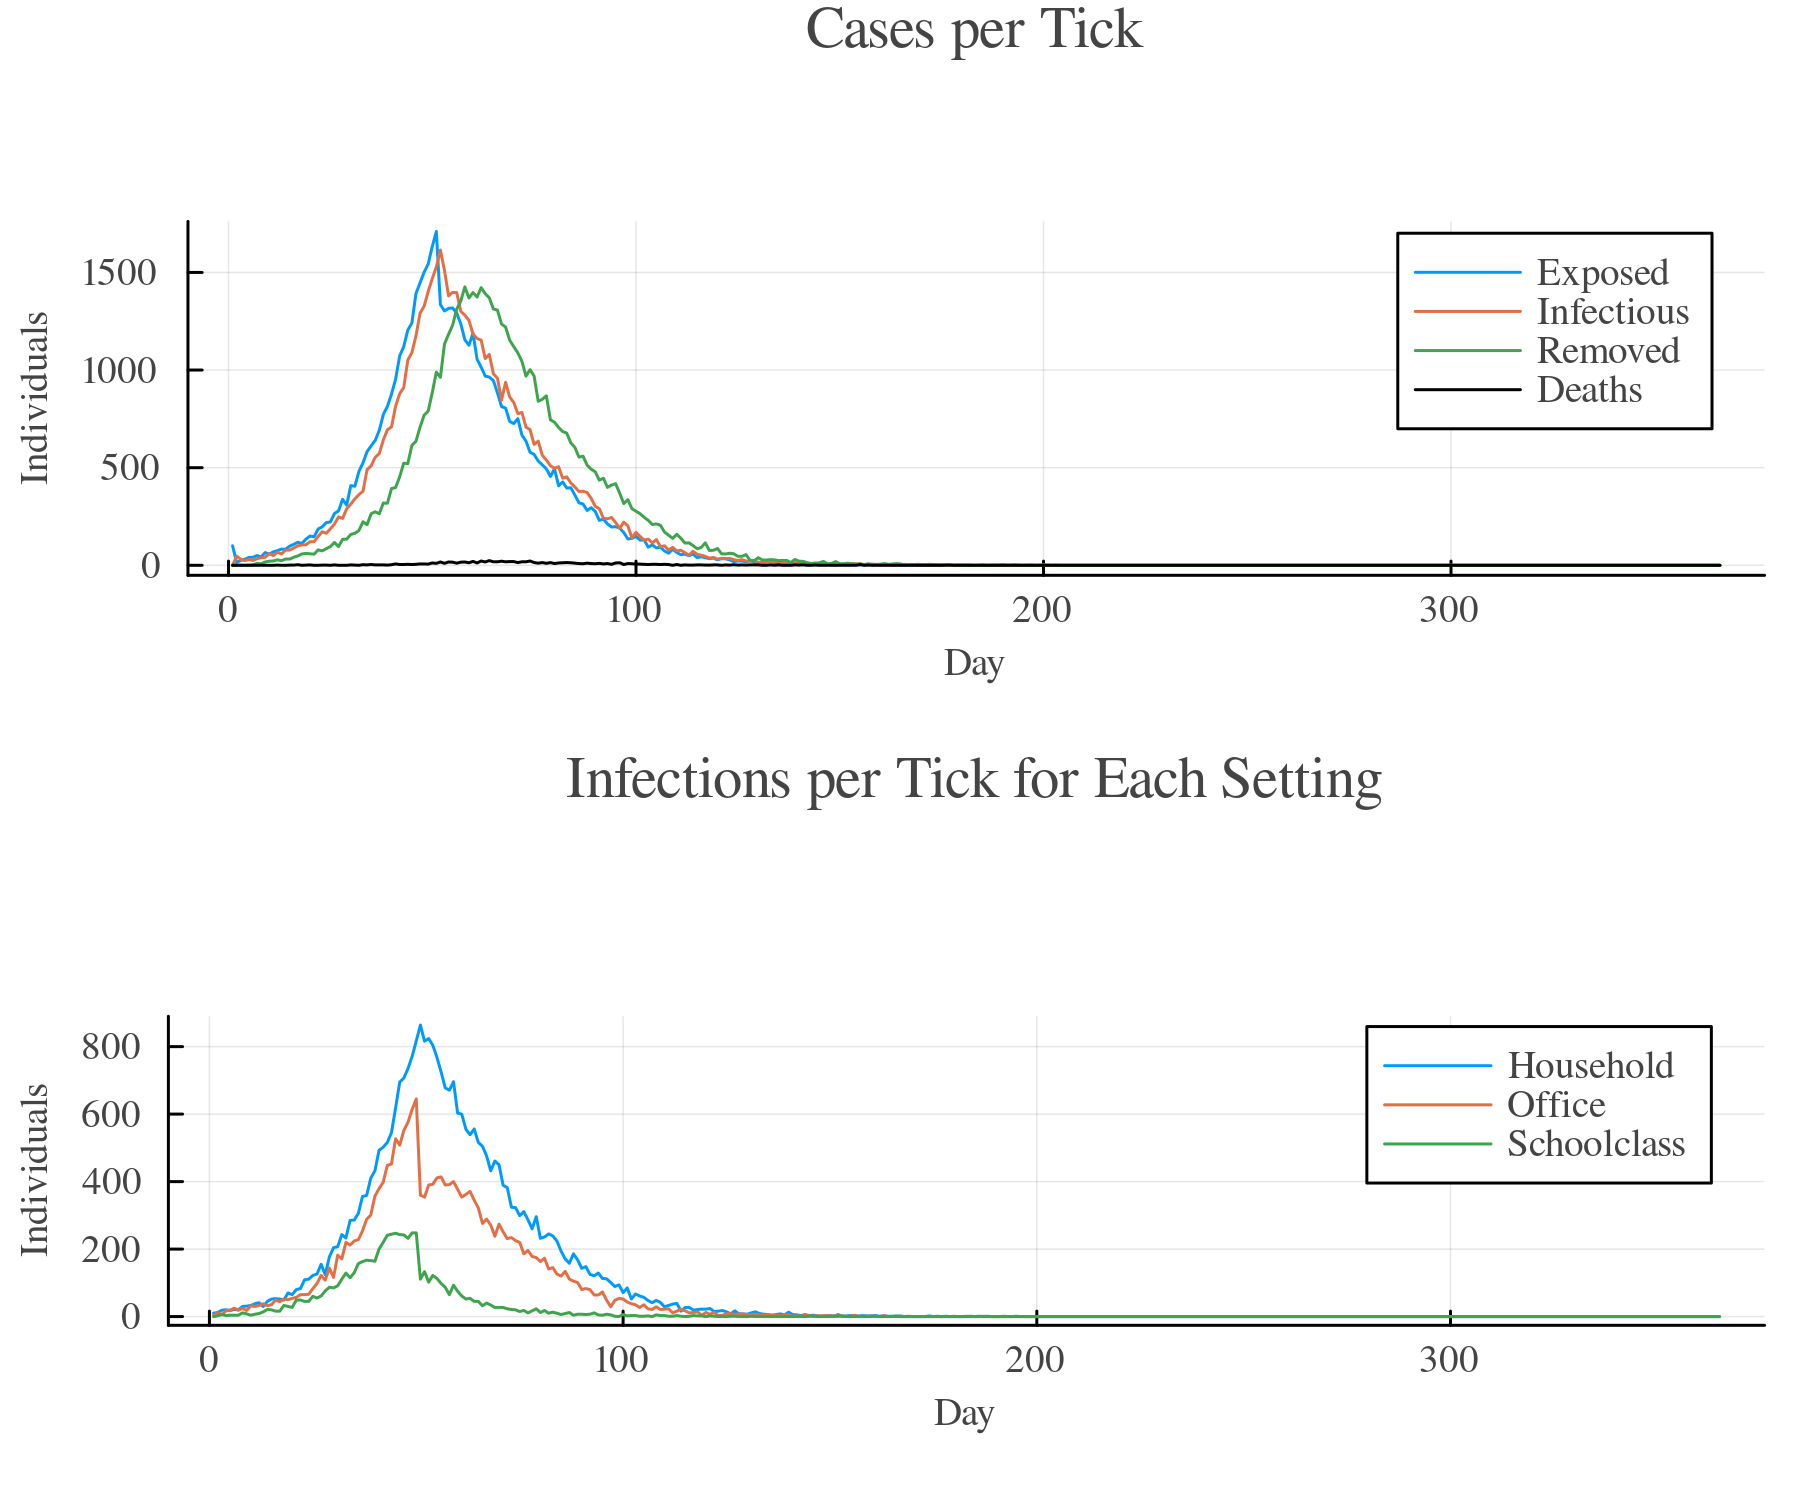 Cases per Tick
1500
1000
500
0
Individuals
Exposed
Infectious
Removed
Deaths
0 100 200 300
Day
Infections per Tick for Each Setting
800
600
400
200
0
Individuals
Household
Office
Schoolclass
0 100 200 300
Day